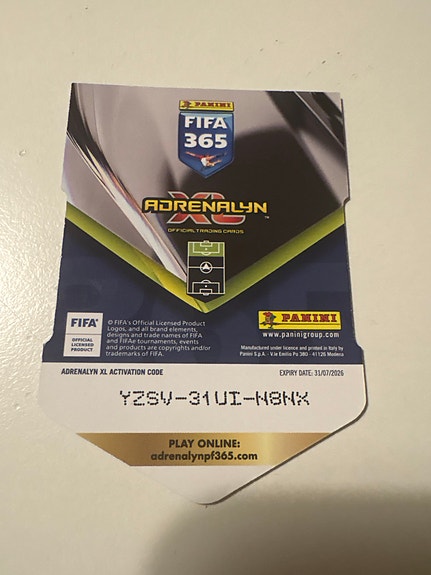 PANINI
FIFA
365
ADRENALYN
XL™
OFFICIAL TRADING CARDS
FIFA®
OFFICIAL
LICENSED
PRODUCT
© FIFA's Official Licensed Product
Logos, and all brand elements,
designs and trade names of FIFA
and FIFAe tournaments, events
and products are copyrights and/or
trademarks of FIFA.
PANINI
www.paninigroup.com
Manufactured under licence and printed in Italy by
Panini S.p.A. - V.le Emilio Po 380 - 41126 Modena
ADRENALYN XL ACTIVATION CODE
EXPIRY DATE: 31/07/2026
YZSV-31UI-N8NX
PLAY ONLINE:
adrenalynpf365.com